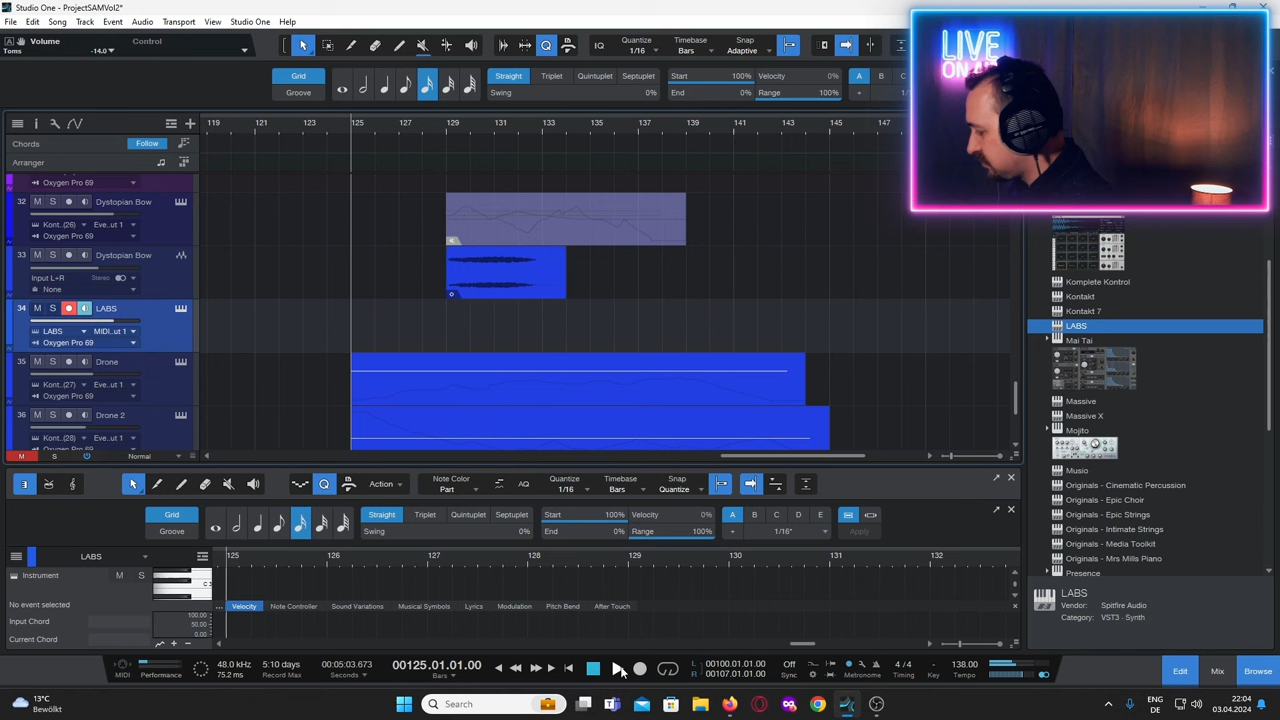 Studio One - ProjectSAMVol2*
File Edit Song Track Event Audio Transport View Studio One Help
Volume Control
-14.0
IQ Quantize 1/16 Timebase Bars Snap Adaptive
Grid Straight Triplet Quintuplet Septuplet Start 100% Velocity 0% A B C
Groove Swing 0% End 0% Range 100%
119 121 123 125 127 129 131 133 135 137 139 141 143 145 147
Chords Follow
Arranger
Oxygen Pro 69
32 M S Dystopian Bow
Kont..(26) Eve..ut 1
Oxygen Pro 69
33 M S Dystopian Bow
Input L+R Stereo
None
34 M S LABS
LABS MIDI..ut 1
Oxygen Pro 69
35 M S Drone
Kont..(27) Eve..ut 1
Oxygen Pro 69
36 M S Drone 2
Kont..(28) Eve..ut 1
M S Normal
LIVE
ON AIR
Komplete Kontrol
Kontakt
Kontakt 7
LABS
Mai Tai
Massive
Massive X
Mojito
Musio
Originals - Cinematic Percussion
Originals - Epic Choir
Originals - Epic Strings
Originals - Intimate Strings
Originals - Media Toolkit
Originals - Mrs Mills Piano
Presence
LABS
Vendor: Spitfire Audio
Category: VST3 - Synth
Action Note Color Part AQ Quantize 1/16 Timebase Bars Snap Quantize
Grid Straight Triplet Quintuplet Septuplet Start 100% Velocity 0% A B C D E
Groove Swing 0% End 0% Range 100% 1/16" Apply
LABS 125 126 127 128 129 130 131 132
Instrument M S C 3
No event selected Velocity Note Controller Sound Variations Musical Symbols Lyrics Modulation Pitch Bend After Touch
Input Chord 100.00
50.00
Current Chord 0.00
MIDI Performance 48.0 kHz 75.2 ms 5:10 days Record Max 00:05:03.673 Seconds 00125.01.01.00 Bars L 00100.01.01.00 R 00107.01.01.00 Off Sync Metronome 4 / 4 Timing Key 138.00 Tempo Edit Mix Browse
13°C
Bewölkt
Search
ENG
DE
22:04
03.04.2024